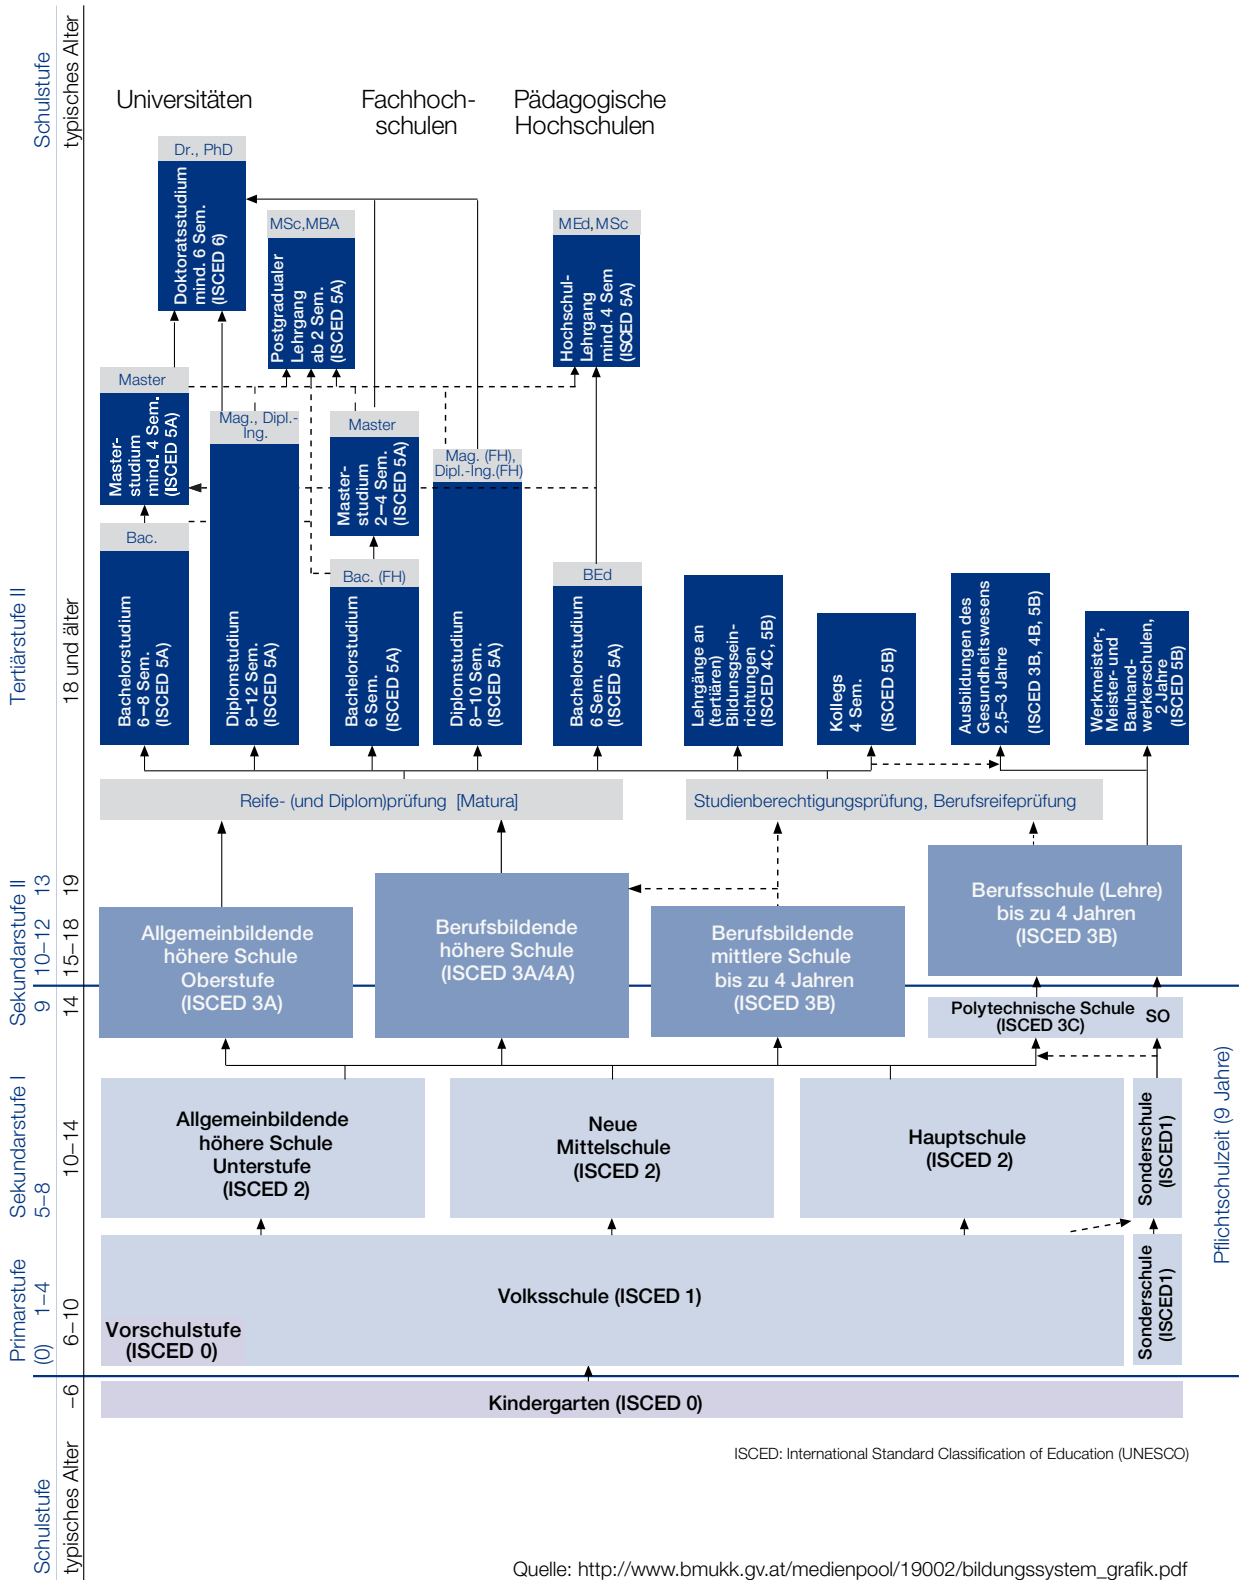 Schulstufe
typisches Alter
Universitäten
Fachhoch-
schulen
Pädagogische
Hochschulen
Dr., PhD
Doktoratsstudium
mind. 6 Sem.
(ISCED 6)
MSc,MBA
Postgradualer
Lehrgang
ab 2 Sem.
(ISCED 5A)
MEd, MSc
Hochschul-
Lehrgang
mind. 4 Sem
(ISCED 5A)
Master
Master-
studium
mind. 4 Sem.
(ISCED 5A)
Mag., Dipl.-
Ing.
Master
Master-
studium
2–4 Sem.
(ISCED 5A)
Mag. (FH),
Dipl.-Ing.(FH)
Tertiärstufe II
18 und älter
Bac.
Bachelorstudium
6–8 Sem.
(ISCED 5A)
Diplomstudium
8–12 Sem.
(ISCED 5A)
Bac. (FH)
Bachelorstudium
6 Sem.
(ISCED 5A)
Diplomstudium
8–10 Sem.
(ISCED 5A)
BEd
Bachelorstudium
6 Sem.
(ISCED 5A)
Lehrgänge an
(tertiären)
Bildungsein-
richtungen
(ISCED 4C, 5B)
Kollegs
4 Sem.
(ISCED 5B)
Ausbildungen des
Gesundheitswesens
2,5–3 Jahre
(ISCED 3B, 4B, 5B)
Werkmeister-,
Meister- und
Bauhand-
werkerschulen,
2 Jahre
(ISCED 5B)
Reife- (und Diplom)prüfung [Matura]
Studienberechtigungsprüfung, Berufsreifeprüfung
Sekundarstufe II
9
10–12
13
14
15–18
19
Allgemeinbildende
höhere Schule
Oberstufe
(ISCED 3A)
Berufsbildende
höhere Schule
(ISCED 3A/4A)
Berufsbildende
mittlere Schule
bis zu 4 Jahren
(ISCED 3B)
Berufsschule (Lehre)
bis zu 4 Jahren
(ISCED 3B)
Polytechnische Schule
(ISCED 3C)
SO
Sekundarstufe I
5–8
10–14
Allgemeinbildende
höhere Schule
Unterstufe
(ISCED 2)
Neue
Mittelschule
(ISCED 2)
Hauptschule
(ISCED 2)
Sonderschule
(ISCED1)
Pflichtschulzeit (9 Jahre)
Primarstufe
(0)
1–4
6–10
Volksschule (ISCED 1)
Vorschulstufe
(ISCED 0)
Sonderschule
(ISCED1)
–6
Kindergarten (ISCED 0)
ISCED: International Standard Classification of Education (UNESCO)
Schulstufe
typisches Alter
Quelle: http://www.bmukk.gv.at/medienpool/19002/bildungssystem_grafik.pdf